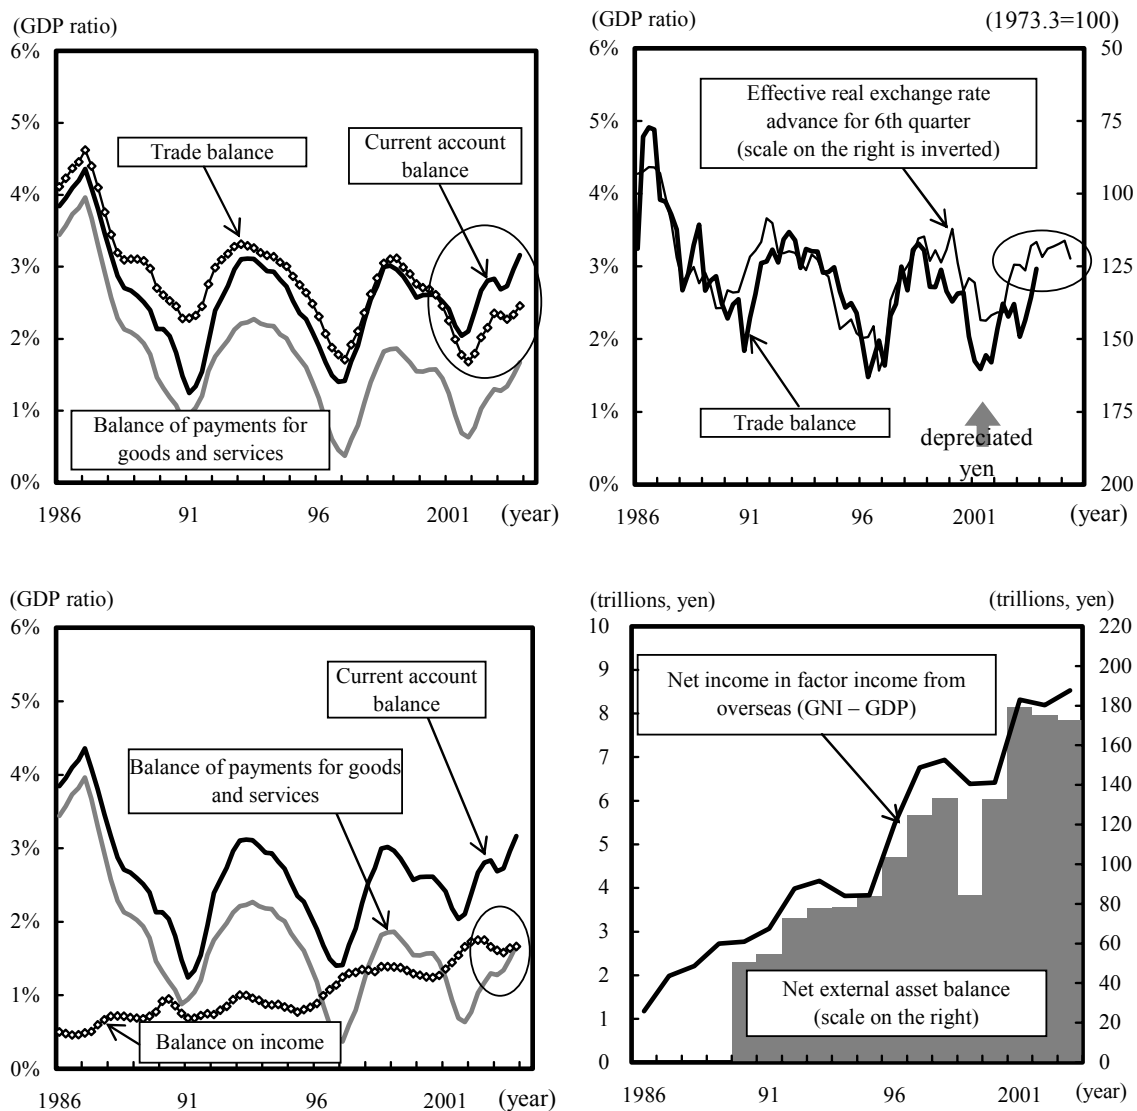 (GDP ratio)
6%
5%
4%
3%
2%
1%
0%
Trade balance
Current account
balance
Balance of payments for
goods and services
1986
91
96
2001
(year)
(GDP ratio)
(1973.3=100)
6%
5%
4%
3%
2%
1%
0%
50
75
100
125
150
175
200
Effective real exchange rate
advance for 6th quarter
(scale on the right is inverted)
Trade balance
depreciated
yen
1986
91
96
2001
(year)
(GDP ratio)
6%
5%
4%
3%
2%
1%
0%
Current account
balance
Balance of payments for goods
and services
Balance on income
1986
91
96
2001
(year)
(trillions, yen)
(trillions, yen)
10
9
8
7
6
5
4
3
2
1
0
220
200
180
160
140
120
100
80
60
40
20
0
Net income in factor income from
overseas (GNI – GDP)
Net external asset balance
(scale on the right)
1986
91
96
2001
(year)